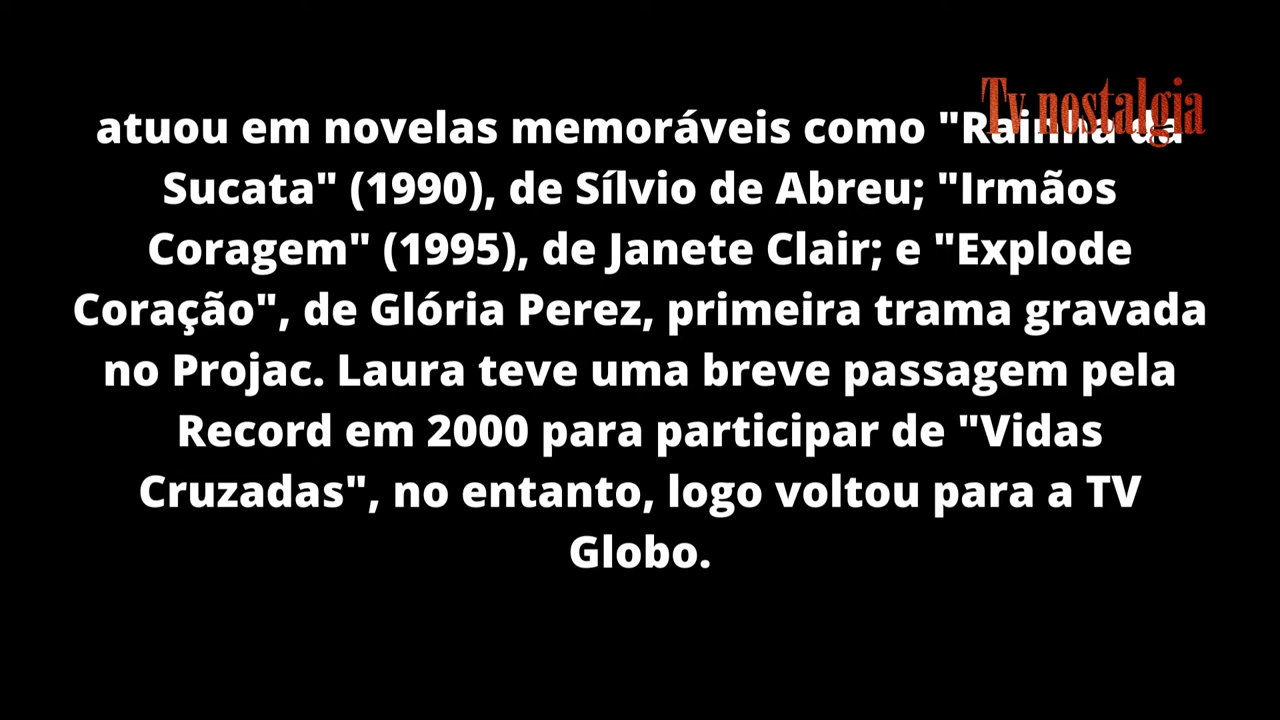 Tv nostalgia
atuou em novelas memoráveis como "Rainha da
Sucata" (1990), de Sílvio de Abreu; "Irmãos
Coragem" (1995), de Janete Clair; e "Explode
Coração", de Glória Perez, primeira trama gravada
no Projac. Laura teve uma breve passagem pela
Record em 2000 para participar de "Vidas
Cruzadas", no entanto, logo voltou para a TV
Globo.